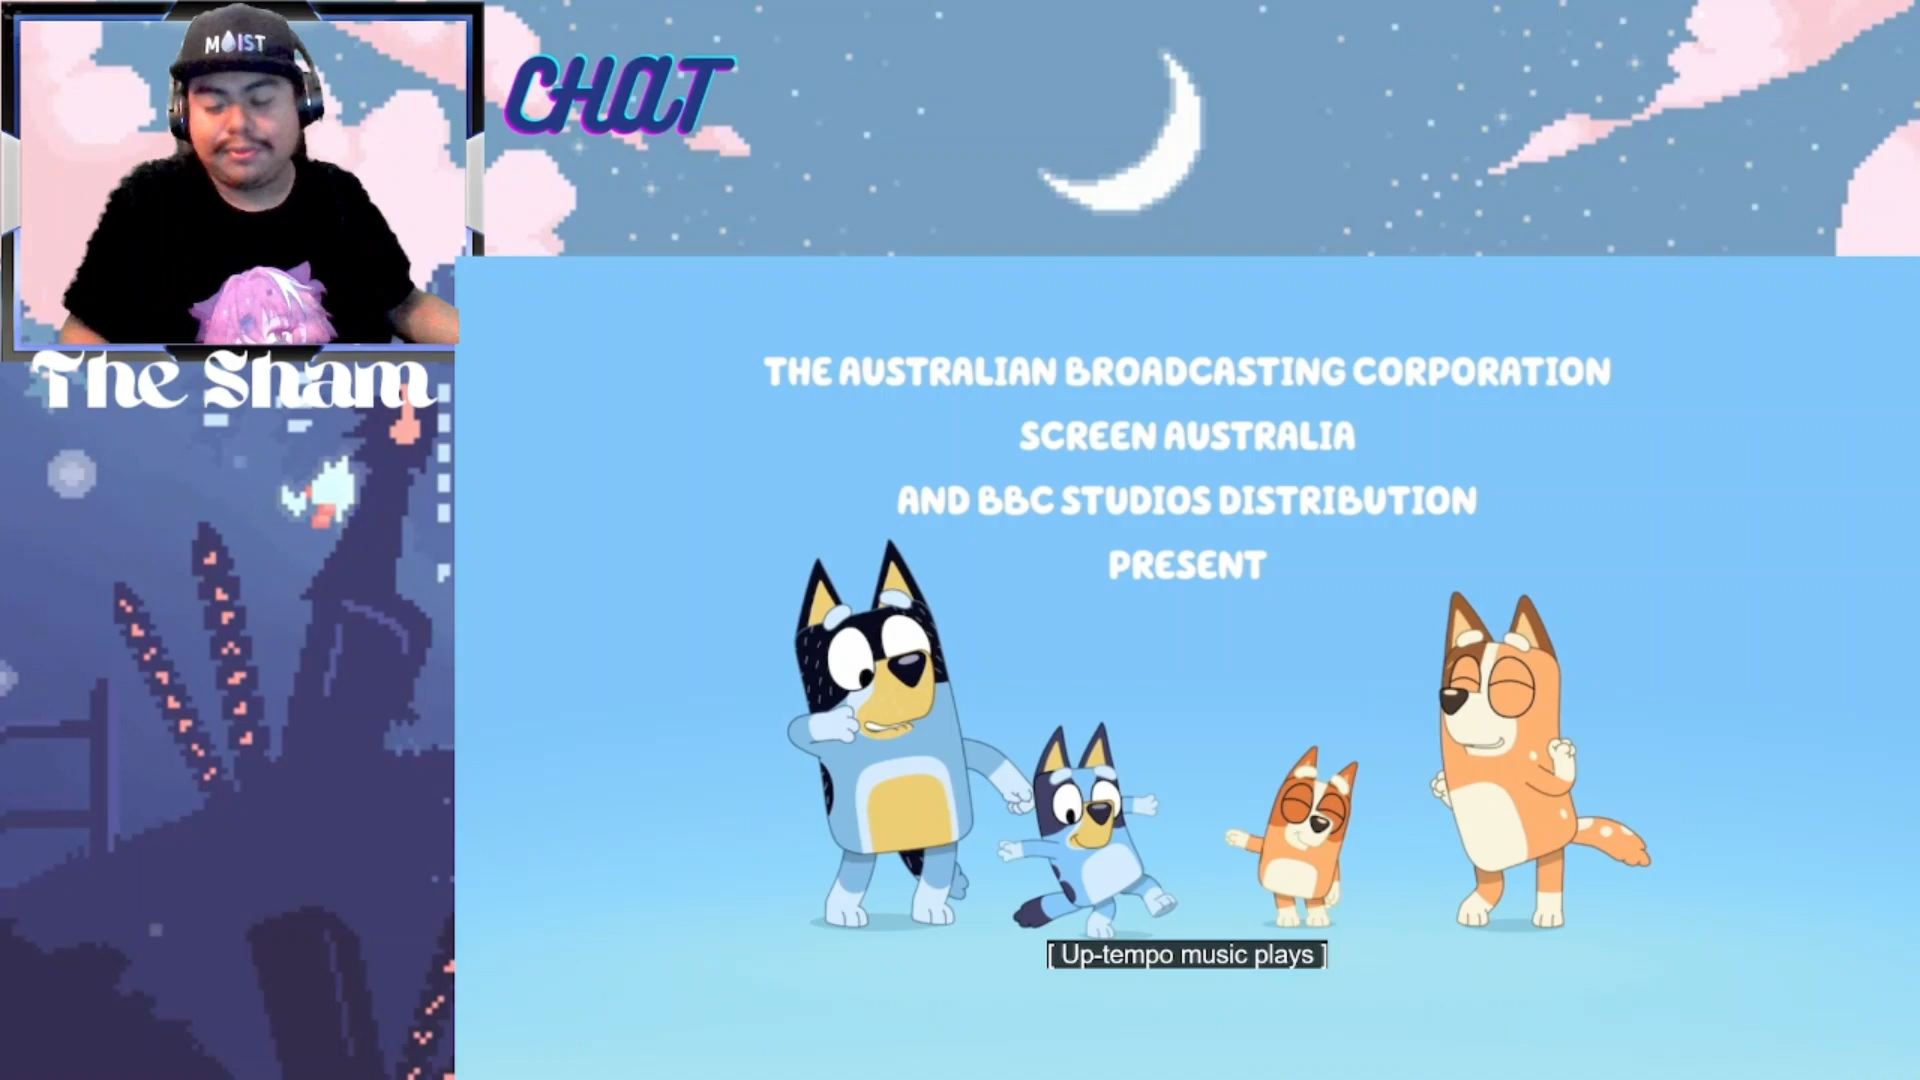 MOIST
CHAT
The Sham
THE AUSTRALIAN BROADCASTING CORPORATION
SCREEN AUSTRALIA
AND BBC STUDIOS DISTRIBUTION
PRESENT
[ Up-tempo music plays ]